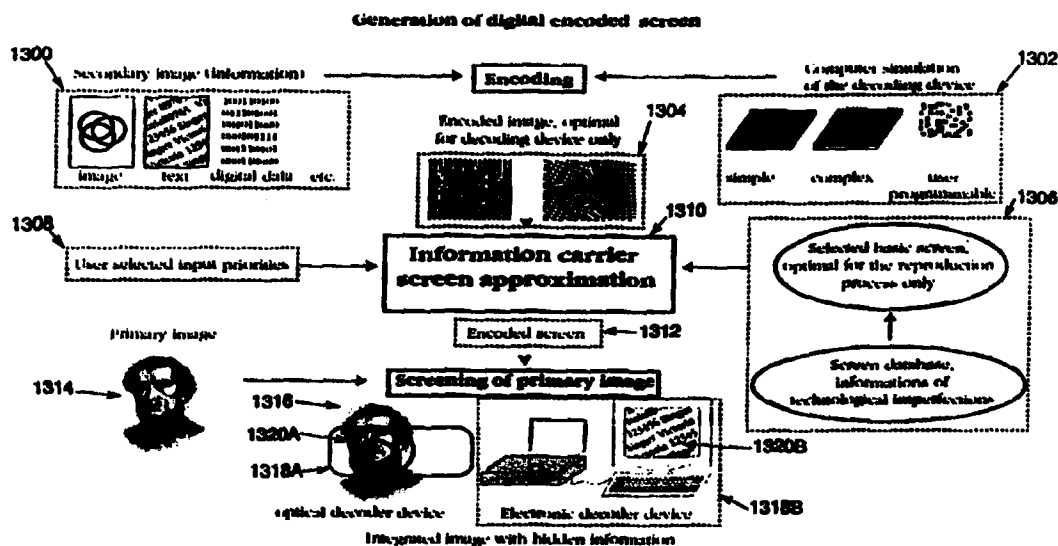 Generation of digital encoded screen
1300
Secondary image (information)
Encoding
Computer simulation
of the decoding device
1302
image
text
digital data
etc.
Encoded image, optimal
for decoding device only
1304
simple
complex
user
programmable
1306
1308
User selected input priorities
1310
Information carrier
screen approximation
Selected basic screen,
optimal for the reproduction
process only
Encoded screen
1312
Primary image
1314
Screening of primary image
Screen database,
informations of
technological imperfections
1316
1320A
1318A
123456
Victoria 12345
1320B
optical decoder device
Electronic decoder device
1318B
Integrated image with hidden information